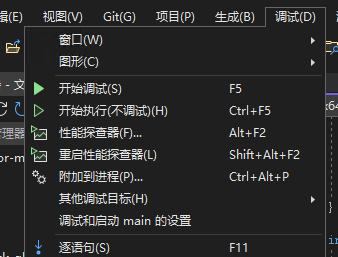 (E) 视图(V) Git(G) 项目(P) 生成(B) 调试(D)
窗口(W)
图形(C)
开始调试(S) F5
开始执行(不调试)(H) Ctrl+F5
性能探查器(F)... Alt+F2
重启性能探查器(L) Shift+Alt+F2
附加到进程(P)... Ctrl+Alt+P
其他调试目标(H)
调试和启动 main 的设置
逐语句(S) F11